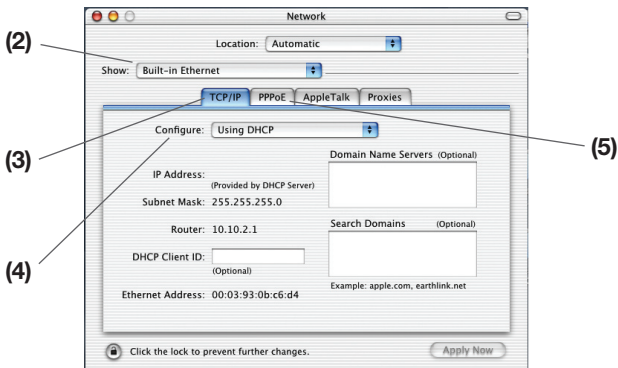 Network
(2)
Location: Automatic
Show: Built-in Ethernet
TCP/IP PPPoE AppleTalk Proxies
(3)
Configure: Using DHCP
(5)
Domain Name Servers (Optional)
IP Address:
(Provided by DHCP Server)
Subnet Mask: 255.255.255.0
Router: 10.10.2.1
Search Domains (Optional)
(4)
DHCP Client ID:
(Optional)
Example: apple.com, earthlink.net
Ethernet Address: 00:03:93:0b:c6:d4
Click the lock to prevent further changes.
Apply Now